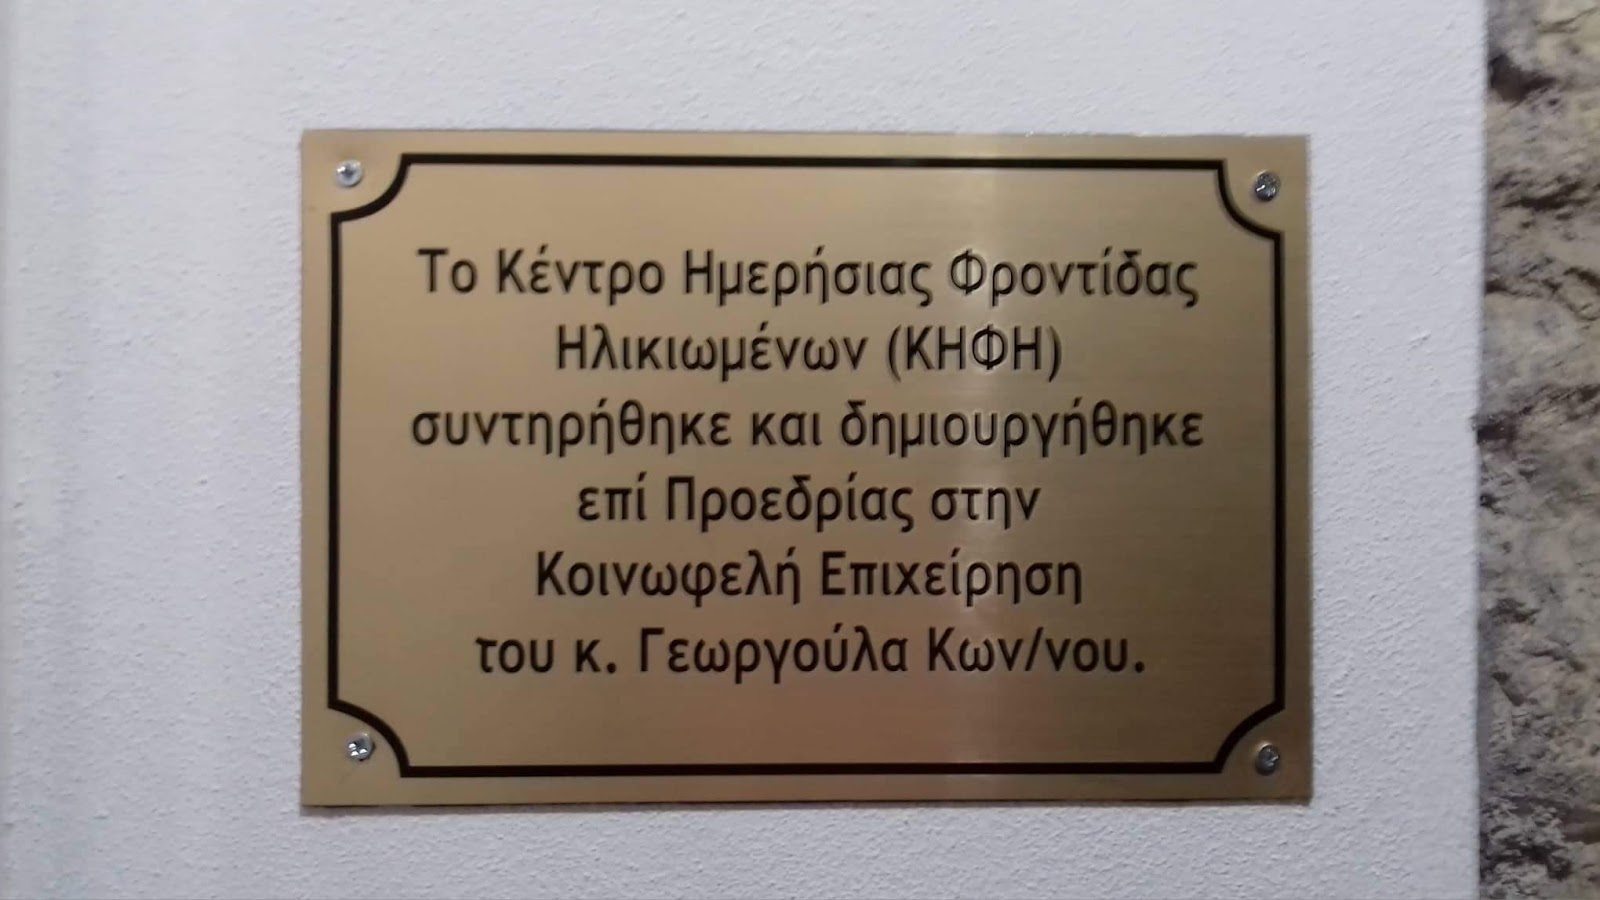 Το Κέντρο Ημερήσιας Φροντίδας
Ηλικιωμένων (ΚΗΦΗ)
συντηρήθηκε και δημιουργήθηκε
επί Προεδρίας στην
Κοινωφελή Επιχείρηση
του κ. Γεωργούλα Κων/νου.